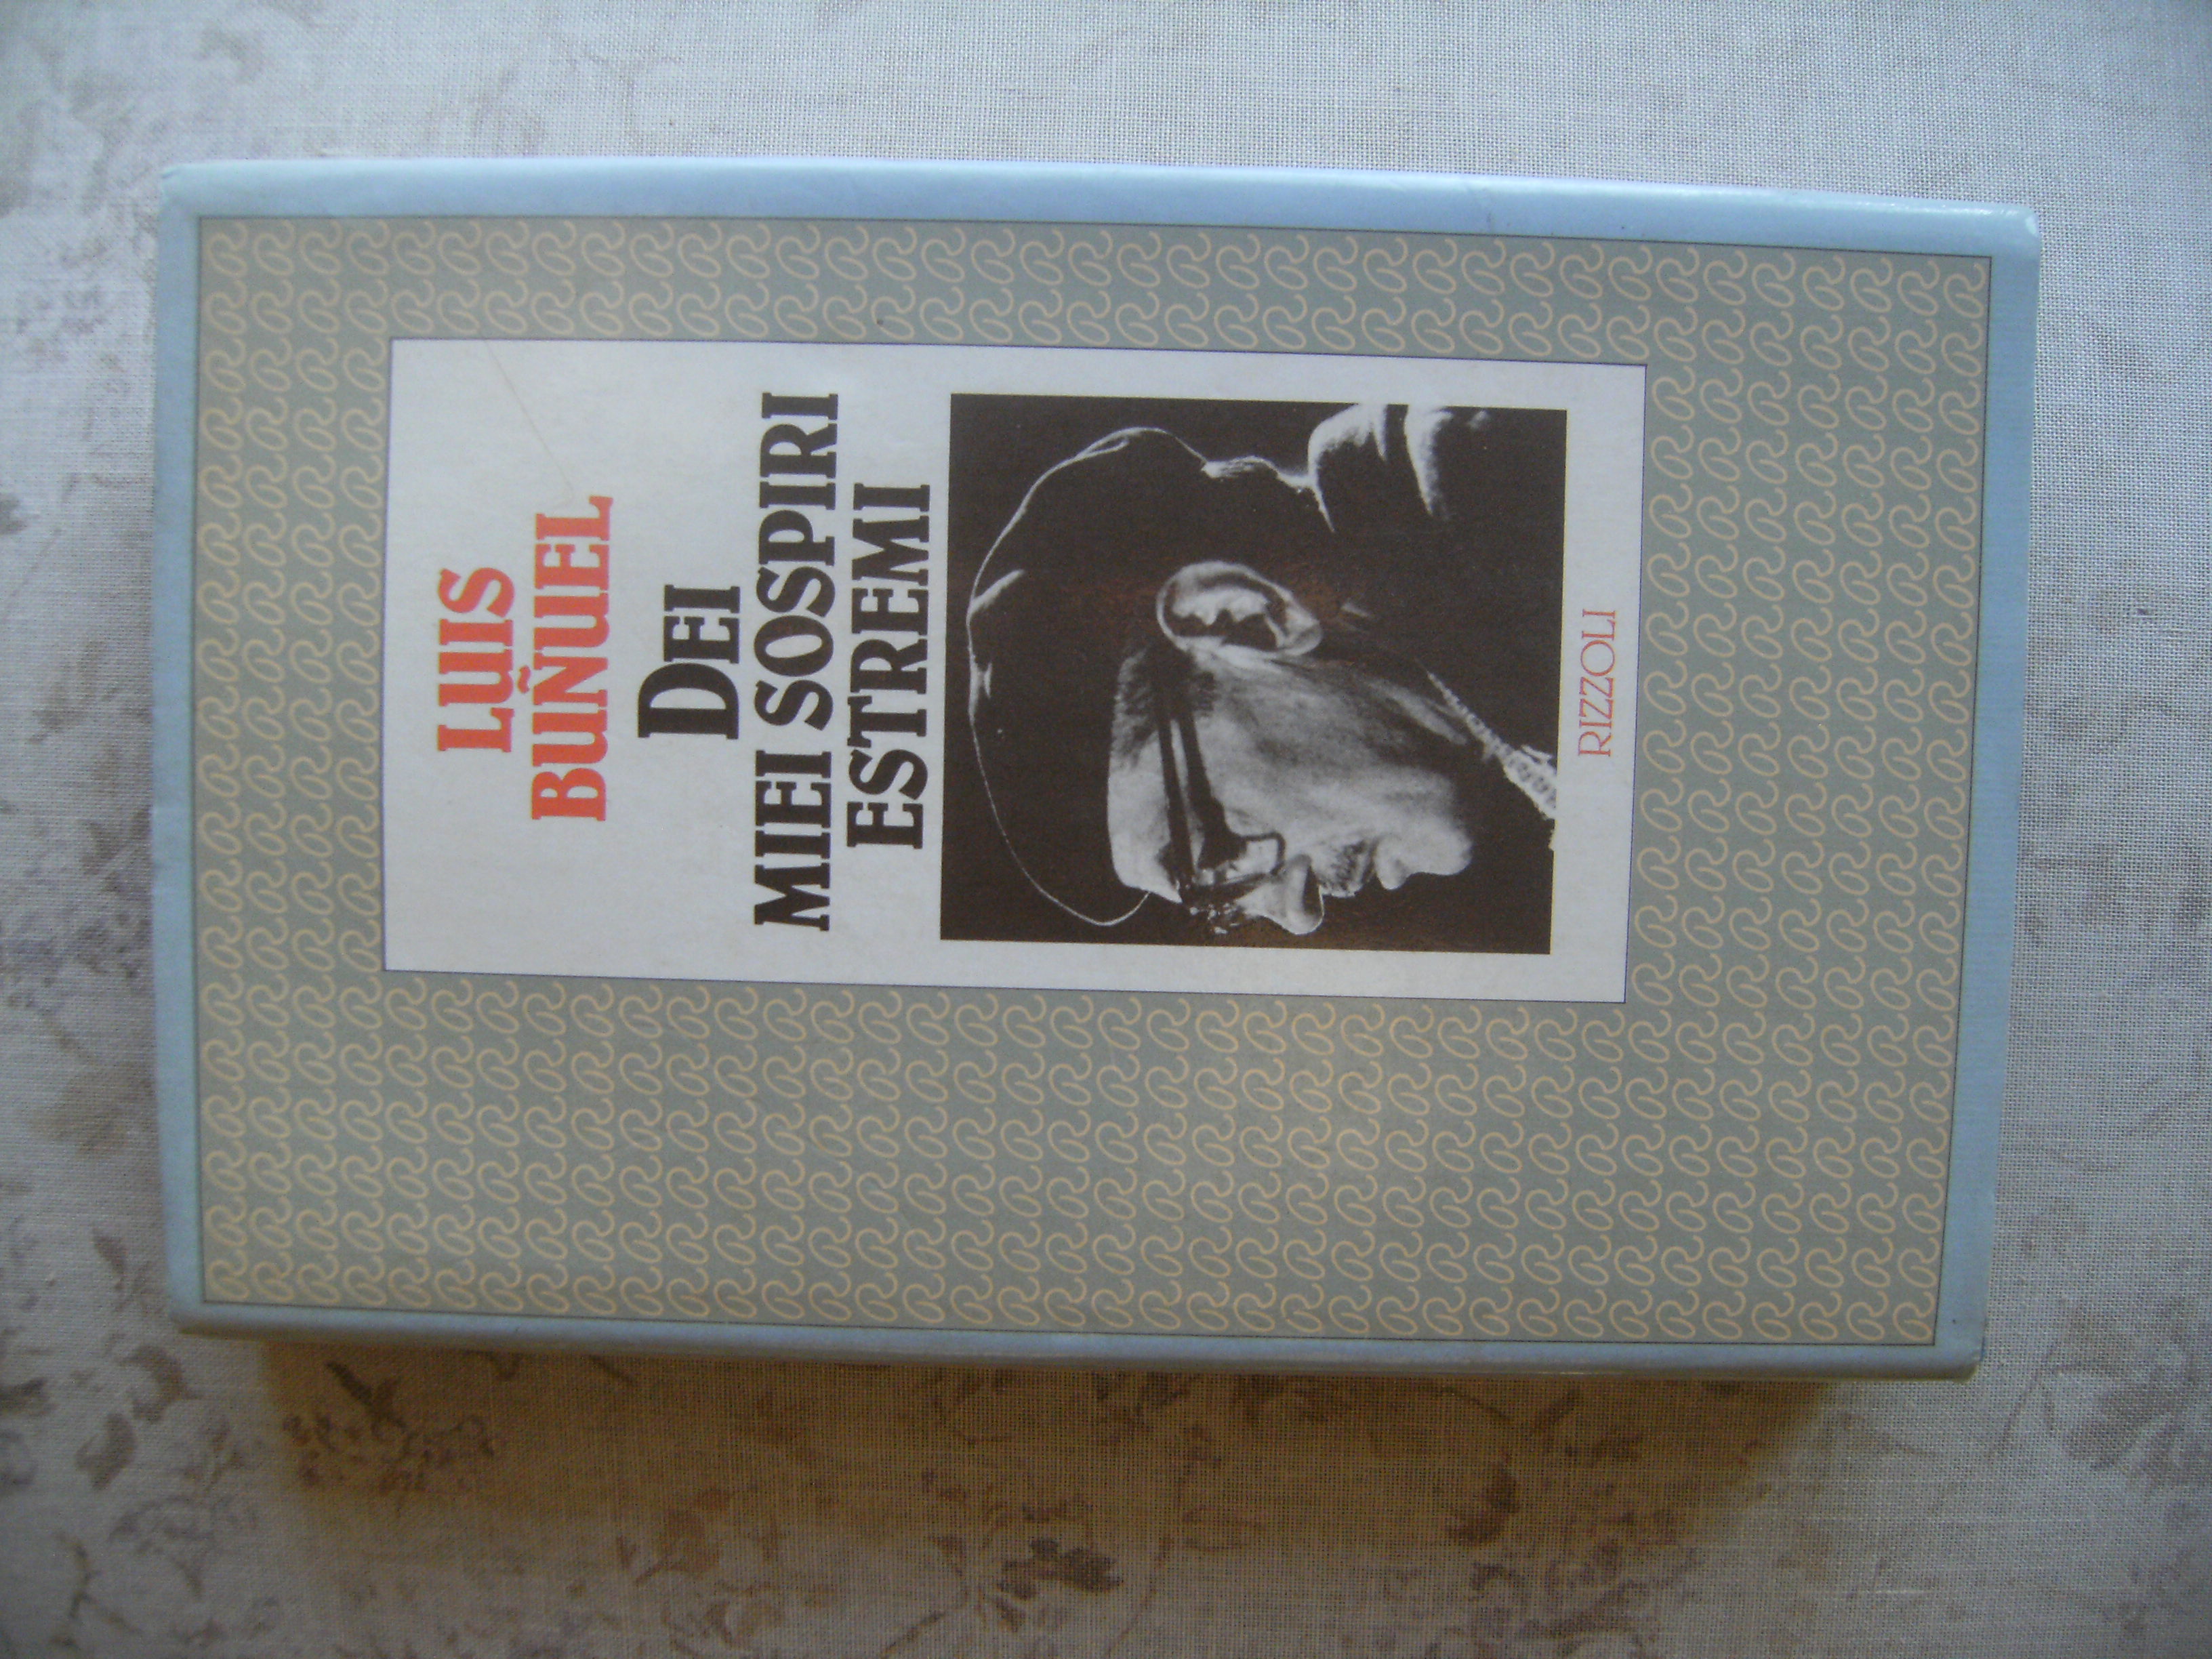 LUIS
BUÑUEL
DEI
MIEI SOSPIRI
ESTREMI
RIZZOLI